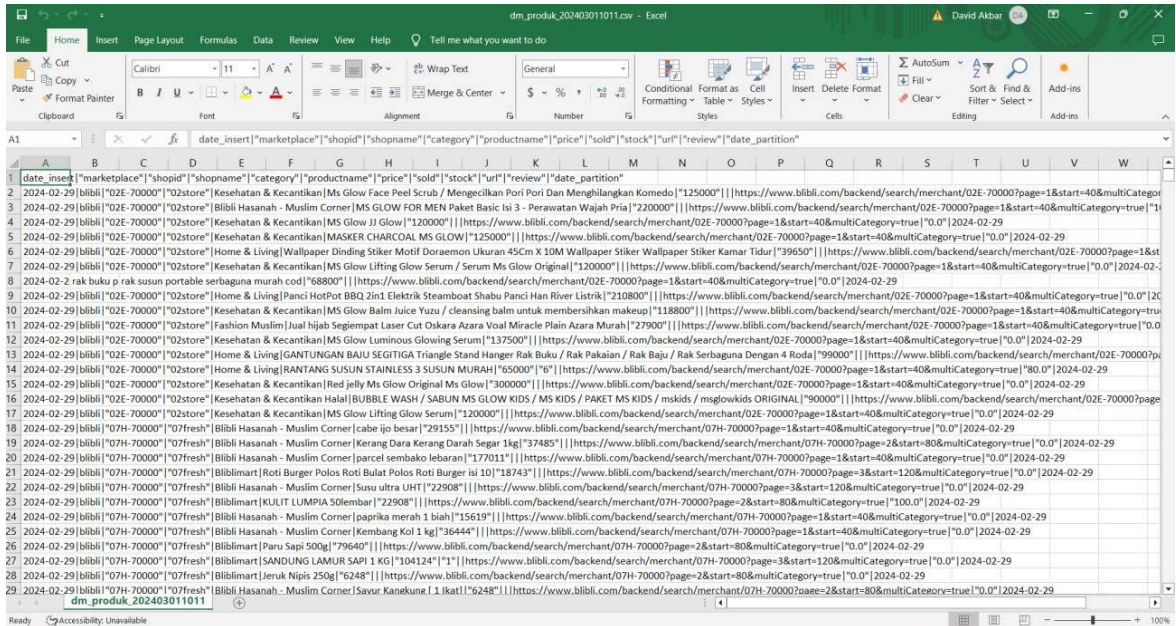 dm_produk_202403011011.csv - Excel
David Akbar DA
File Home Insert Page Layout Formulas Data Review View Help Tell me what you want to do
Paste
Cut
Copy
Format Painter
Clipboard
Calibri 11
B I U
Font
Wrap Text
Merge & Center
Alignment
General
$ % ,
Number
Conditional Formatting
Format as Table
Cell Styles
Styles
Insert Delete Format
Cells
AutoSum
Fill
Clear
Sort & Filter
Find & Select
Editing
Add-ins
Add-ins
A1 fx date_insert|"marketplace"|"shopid"|"shopname"|"category"|"productname"|"price"|"sold"|"stock"|"url"|"review"|"date_partition"
A B C D E F G H I J K L M N O P Q R S T U V W
1 date_insert|"marketplace"|"shopid"|"shopname"|"category"|"productname"|"price"|"sold"|"stock"|"url"|"review"|"date_partition"
2 2024-02-29|blibli|"02E-70000"|"02store"|Kesehatan & Kecantikan|Ms Glow Face Peel Scrub / Mengecilkan Pori Pori Dan Menghilangkan Komedo|"125000"|||https://www.blibli.com/backend/search/merchant/02E-70000?page=1&start=40&multiCategor
3 2024-02-29|blibli|"02E-70000"|"02store"|Blibli Hasanah - Muslim Corner|MS GLOW FOR MEN Paket Basic Isi 3 - Perawatan Wajah Pria|"220000"|||https://www.blibli.com/backend/search/merchant/02E-70000?page=1&start=40&multiCategory=true|"1
4 2024-02-29|blibli|"02E-70000"|"02store"|Kesehatan & Kecantikan|MS Glow JJ Glow|"120000"|||https://www.blibli.com/backend/search/merchant/02E-70000?page=1&start=40&multiCategory=true|"0.0"|2024-02-29
5 2024-02-29|blibli|"02E-70000"|"02store"|Kesehatan & Kecantikan|MASKER CHARCOAL MS GLOW|"125000"|||https://www.blibli.com/backend/search/merchant/02E-70000?page=1&start=40&multiCategory=true|"0.0"|2024-02-29
6 2024-02-29|blibli|"02E-70000"|"02store"|Home & Living|Wallpaper Dinding Stiker Motif Doraemon Ukuran 45Cm X 10M Wallpaper Stiker Wallpaper Stiker Kamar Tidur|"39650"|||https://www.blibli.com/backend/search/merchant/02E-70000?page=1&st
7 2024-02-29|blibli|"02E-70000"|"02store"|Kesehatan & Kecantikan|MS Glow Lifting Glow Serum / Serum Ms Glow Original|"120000"|||https://www.blibli.com/backend/search/merchant/02E-70000?page=1&start=40&multiCategory=true|"0.0"|2024-02-
8 2024-02-2 rak buku p rak susun portable serbaguna murah cod|"68800"|||https://www.blibli.com/backend/search/merchant/02E-70000?page=1&start=40&multiCategory=true|"0.0"|2024-02-29
9 2024-02-29|blibli|"02E-70000"|"02store"|Home & Living|Panci HotPot BBQ 2in1 Elektrik Steamboat Shabu Panci Han River Listrik|"210800"|||https://www.blibli.com/backend/search/merchant/02E-70000?page=1&start=40&multiCategory=true|"0.0"|20
10 2024-02-29|blibli|"02E-70000"|"02store"|Kesehatan & Kecantikan|MS Glow Balm Juice Yuzu / cleansing balm untuk membersihkan makeup|"118800"|||https://www.blibli.com/backend/search/merchant/02E-70000?page=1&start=40&multiCategory=tru
11 2024-02-29|blibli|"02E-70000"|"02store"|Fashion Muslim|Jual hijab Segiempat Laser Cut Oskara Azara Voal Miracle Plain Azara Murah|"27900"|||https://www.blibli.com/backend/search/merchant/02E-70000?page=1&start=40&multiCategory=true|"0.0
12 2024-02-29|blibli|"02E-70000"|"02store"|Kesehatan & Kecantikan|MS Glow Luminous Glowing Serum|"137500"|||https://www.blibli.com/backend/search/merchant/02E-70000?page=1&start=40&multiCategory=true|"0.0"|2024-02-29
13 2024-02-29|blibli|"02E-70000"|"02store"|Home & Living|GANTUNGAN BAJU SEGITIGA Triangle Stand Hanger Rak Buku / Rak Pakaian / Rak Baju / Rak Serbaguna Dengan 4 Roda|"99000"|||https://www.blibli.com/backend/search/merchant/02E-70000?pa
14 2024-02-29|blibli|"02E-70000"|"02store"|Home & Living|RANTANG SUSUN STAINLESS 3 SUSUN MURAH|"65000"|"6"||https://www.blibli.com/backend/search/merchant/02E-70000?page=1&start=40&multiCategory=true|"80.0"|2024-02-29
15 2024-02-29|blibli|"02E-70000"|"02store"|Kesehatan & Kecantikan|Red jelly Ms Glow Original Ms Glow|"300000"|||https://www.blibli.com/backend/search/merchant/02E-70000?page=1&start=40&multiCategory=true|"0.0"|2024-02-29
16 2024-02-29|blibli|"02E-70000"|"02store"|Kesehatan & Kecantikan Halal|BUBBLE WASH / SABUN MS GLOW KIDS / MS KIDS / PAKET MS KIDS / mskids / msglowkids ORIGINAL|"90000"|||https://www.blibli.com/backend/search/merchant/02E-70000?page
17 2024-02-29|blibli|"02E-70000"|"02store"|Kesehatan & Kecantikan|MS Glow Lifting Glow Serum|"120000"|||https://www.blibli.com/backend/search/merchant/02E-70000?page=1&start=40&multiCategory=true|"0.0"|2024-02-29
18 2024-02-29|blibli|"07H-70000"|"07fresh"|Blibli Hasanah - Muslim Corner|cabe ijo besar|"29155"|||https://www.blibli.com/backend/search/merchant/07H-70000?page=1&start=40&multiCategory=true|"0.0"|2024-02-29
19 2024-02-29|blibli|"07H-70000"|"07fresh"|Blibli Hasanah - Muslim Corner|Kerang Dara Kerang Darah Segar 1kg|"37485"|||https://www.blibli.com/backend/search/merchant/07H-70000?page=2&start=80&multiCategory=true|"0.0"|2024-02-29
20 2024-02-29|blibli|"07H-70000"|"07fresh"|Blibli Hasanah - Muslim Corner|parcel sembako lebaran|"177011"|||https://www.blibli.com/backend/search/merchant/07H-70000?page=1&start=40&multiCategory=true|"0.0"|2024-02-29
21 2024-02-29|blibli|"07H-70000"|"07fresh"|Bliblimart|Roti Burger Polos Roti Bulat Polos Roti Burger isi 10|"18743"|||https://www.blibli.com/backend/search/merchant/07H-70000?page=3&start=120&multiCategory=true|"0.0"|2024-02-29
22 2024-02-29|blibli|"07H-70000"|"07fresh"|Blibli Hasanah - Muslim Corner|Susu ultra UHT|"22908"|||https://www.blibli.com/backend/search/merchant/07H-70000?page=3&start=120&multiCategory=true|"0.0"|2024-02-29
23 2024-02-29|blibli|"07H-70000"|"07fresh"|Bliblimart|KULIT LUMPIA 50lembar|"22908"|||https://www.blibli.com/backend/search/merchant/07H-70000?page=2&start=80&multiCategory=true|"100.0"|2024-02-29
24 2024-02-29|blibli|"07H-70000"|"07fresh"|Blibli Hasanah - Muslim Corner|paprika merah 1 biah|"15619"|||https://www.blibli.com/backend/search/merchant/07H-70000?page=1&start=40&multiCategory=true|"0.0"|2024-02-29
25 2024-02-29|blibli|"07H-70000"|"07fresh"|Blibli Hasanah - Muslim Corner|Kembang Kol 1 kg|"36444"|||https://www.blibli.com/backend/search/merchant/07H-70000?page=1&start=40&multiCategory=true|"0.0"|2024-02-29
26 2024-02-29|blibli|"07H-70000"|"07fresh"|Bliblimart|Paru Sapi 500g|"79640"|||https://www.blibli.com/backend/search/merchant/07H-70000?page=2&start=80&multiCategory=true|"0.0"|2024-02-29
27 2024-02-29|blibli|"07H-70000"|"07fresh"|Bliblimart|SANDUNG LAMUR SAPI 1 KG|"104124"|"1"||https://www.blibli.com/backend/search/merchant/07H-70000?page=3&start=120&multiCategory=true|"0.0"|2024-02-29
28 2024-02-29|blibli|"07H-70000"|"07fresh"|Bliblimart|Jeruk Nipis 250g|"6248"|||https://www.blibli.com/backend/search/merchant/07H-70000?page=2&start=80&multiCategory=true|"0.0"|2024-02-29
29 2024-02-29|blibli|"07H-70000"|"07fresh"|Blibli Hasanah - Muslim Corner|Sayur Kangkung [ 1 Ikat]|"6248"|||https://www.blibli.com/backend/search/merchant/07H-70000?page=2&start=80&multiCategory=true|"0.0"|2024-02-29
dm_produk_202403011011
Ready Accessibility: Unavailable 100%